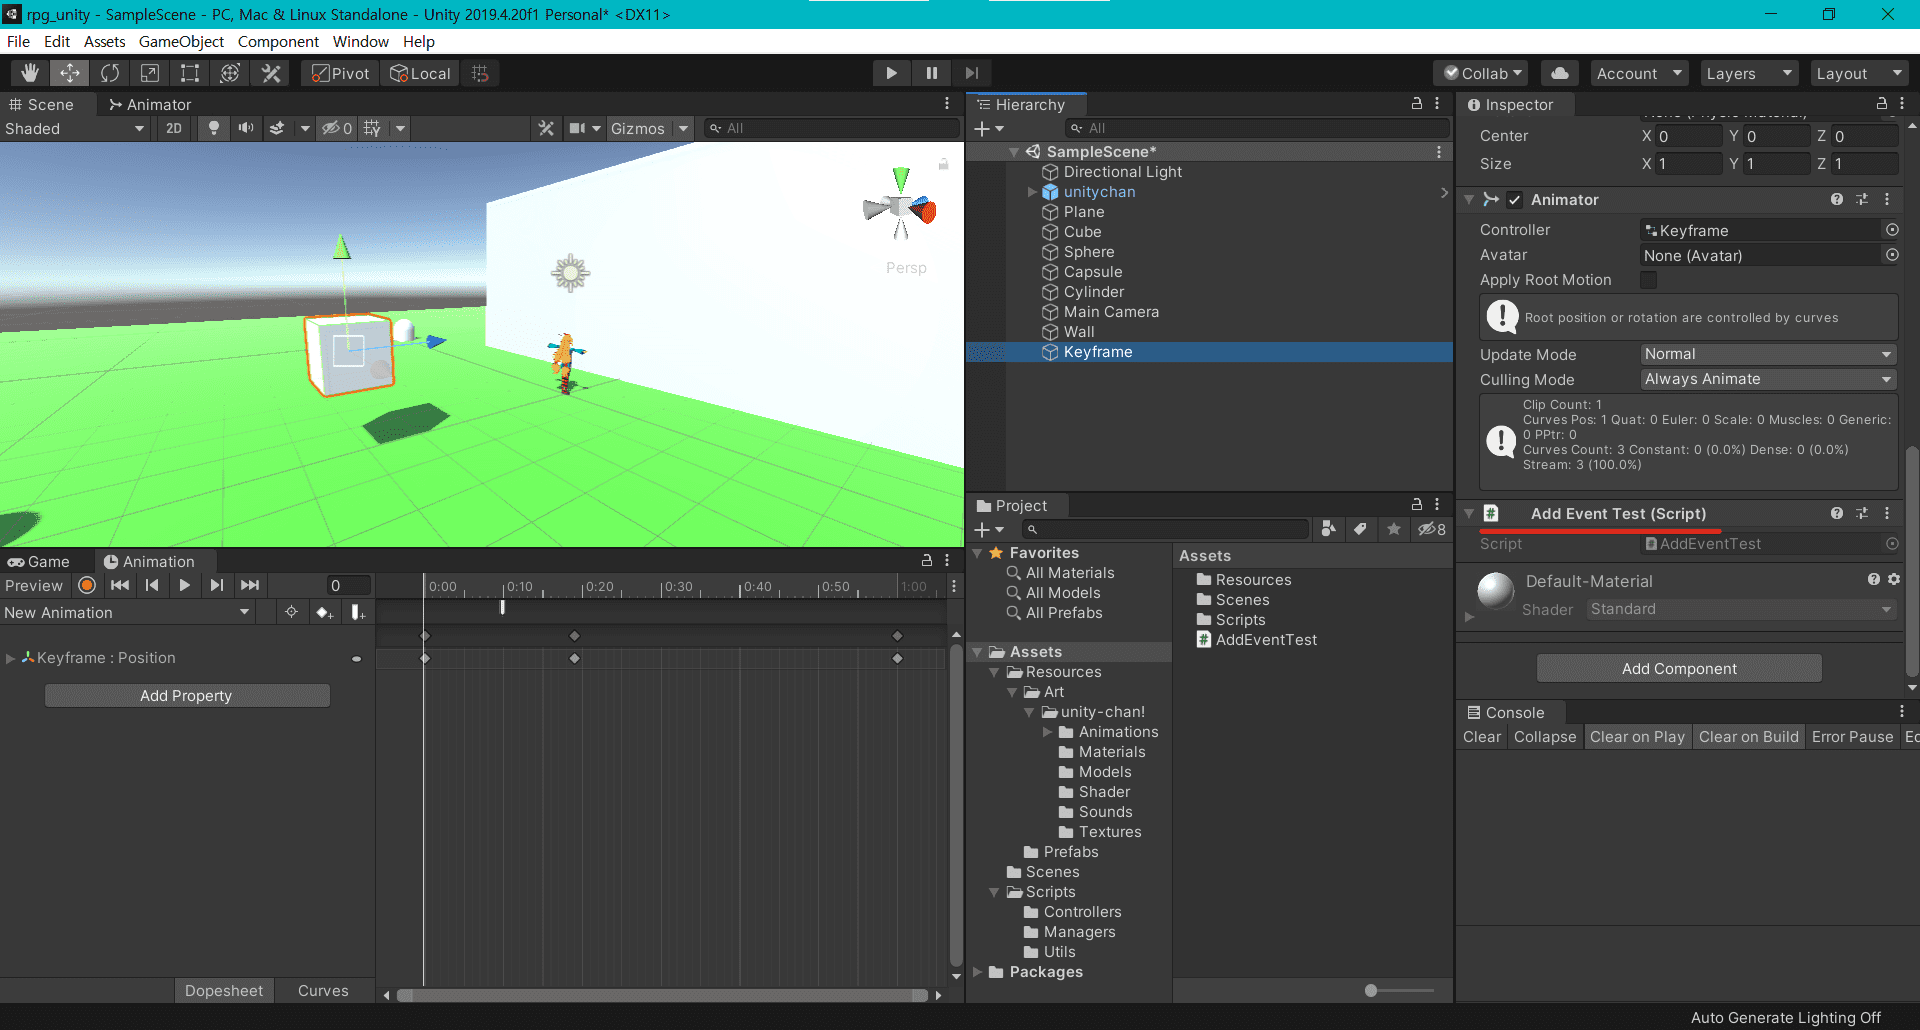 rpg_unity - SampleScene - PC, Mac & Linux Standalone - Unity 2019.4.20f1 Personal* <DX11>
File Edit Assets GameObject Component Window Help
Pivot Local Collab Account Layers Layout
Scene Animator
Shaded 2D 0 Gizmos All
Persp
Game Animation
Preview 0 0:00 0:10 0:20 0:30 0:40 0:50 1:00
New Animation
Keyframe : Position
Add Property
Dopesheet Curves
Hierarchy
All
SampleScene*
Directional Light
unitychan
Plane
Cube
Sphere
Capsule
Cylinder
Main Camera
Wall
Keyframe
Project
8
Favorites
All Materials
All Models
All Prefabs
Assets
Resources
Art
unity-chan!
Animations
Materials
Models
Shader
Sounds
Textures
Prefabs
Scenes
Scripts
Controllers
Managers
Utils
Packages
Assets
Resources
Scenes
Scripts
AddEventTest
Inspector
Center X 0 Y 0 Z 0
Size X 1 Y 1 Z 1
Animator
Controller Keyframe
Avatar None (Avatar)
Apply Root Motion
Root position or rotation are controlled by curves
Update Mode Normal
Culling Mode Always Animate
Clip Count: 1
Curves Pos: 1 Quat: 0 Euler: 0 Scale: 0 Muscles: 0 Generic:
0 PPtr: 0
Curves Count: 3 Constant: 0 (0.0%) Dense: 0 (0.0%)
Stream: 3 (100.0%)
Add Event Test (Script)
Script AddEventTest
Default-Material
Shader Standard
Add Component
Console
Clear Collapse Clear on Play Clear on Build Error Pause Ec
Auto Generate Lighting Off